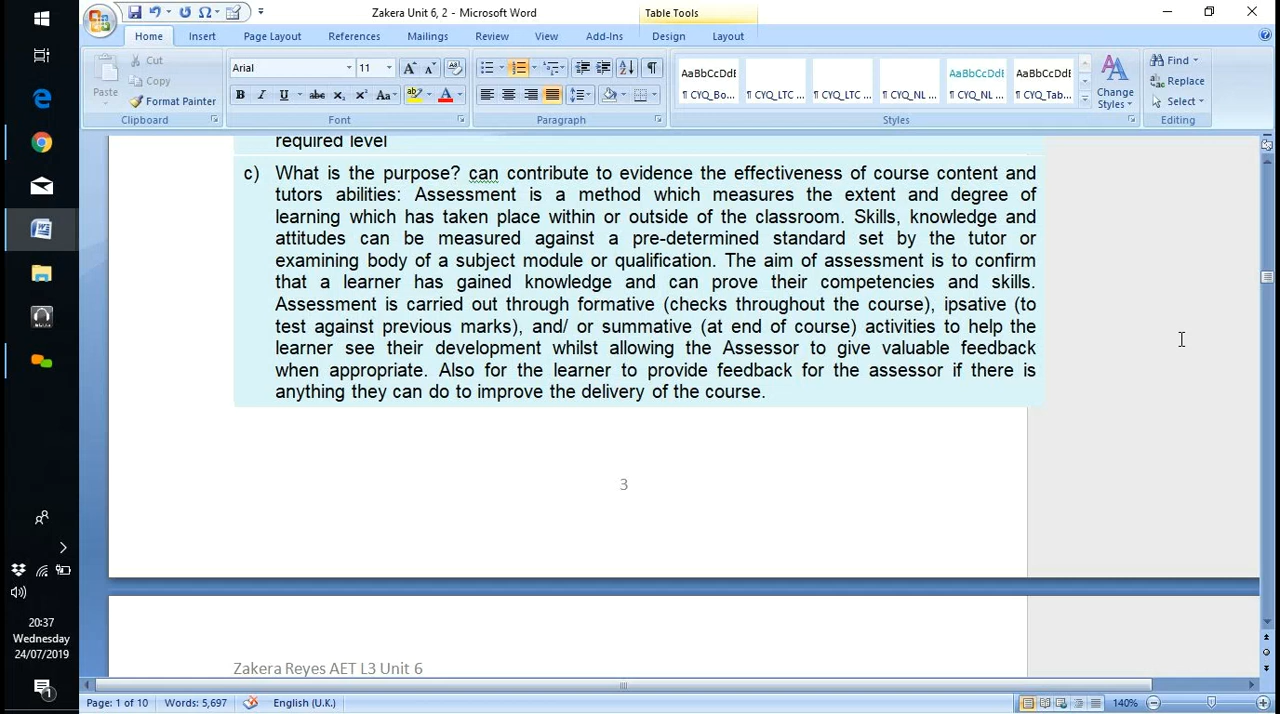 Zakera Unit 6, 2 - Microsoft Word
Table Tools
Home Insert Page Layout References Mailings Review View Add-Ins Design Layout
Paste
Cut
Copy
Format Painter
Clipboard
Arial 11
Font
Paragraph
AaBbCcDdE
¶ CYQ_Bo...
¶ CYQ_LTC ...
¶ CYQ_LTC ...
¶ CYQ_NL ...
AaBbCcDdE
¶ CYQ_NL ...
AaBbCcDdE
¶ CYQ_Tab...
Change
Styles
Styles
Find
Replace
Select
Editing
required level
c) What is the purpose? can contribute to evidence the effectiveness of course content and
tutors abilities: Assessment is a method which measures the extent and degree of
learning which has taken place within or outside of the classroom. Skills, knowledge and
attitudes can be measured against a pre-determined standard set by the tutor or
examining body of a subject module or qualification. The aim of assessment is to confirm
that a learner has gained knowledge and can prove their competencies and skills.
Assessment is carried out through formative (checks throughout the course), ipsative (to
test against previous marks), and/ or summative (at end of course) activities to help the
learner see their development whilst allowing the Assessor to give valuable feedback
when appropriate. Also for the learner to provide feedback for the assessor if there is
anything they can do to improve the delivery of the course.
3
Zakera Reyes AET L3 Unit 6
20:37
Wednesday
24/07/2019
1
Page: 1 of 10 Words: 5,697 English (U.K.) 140%